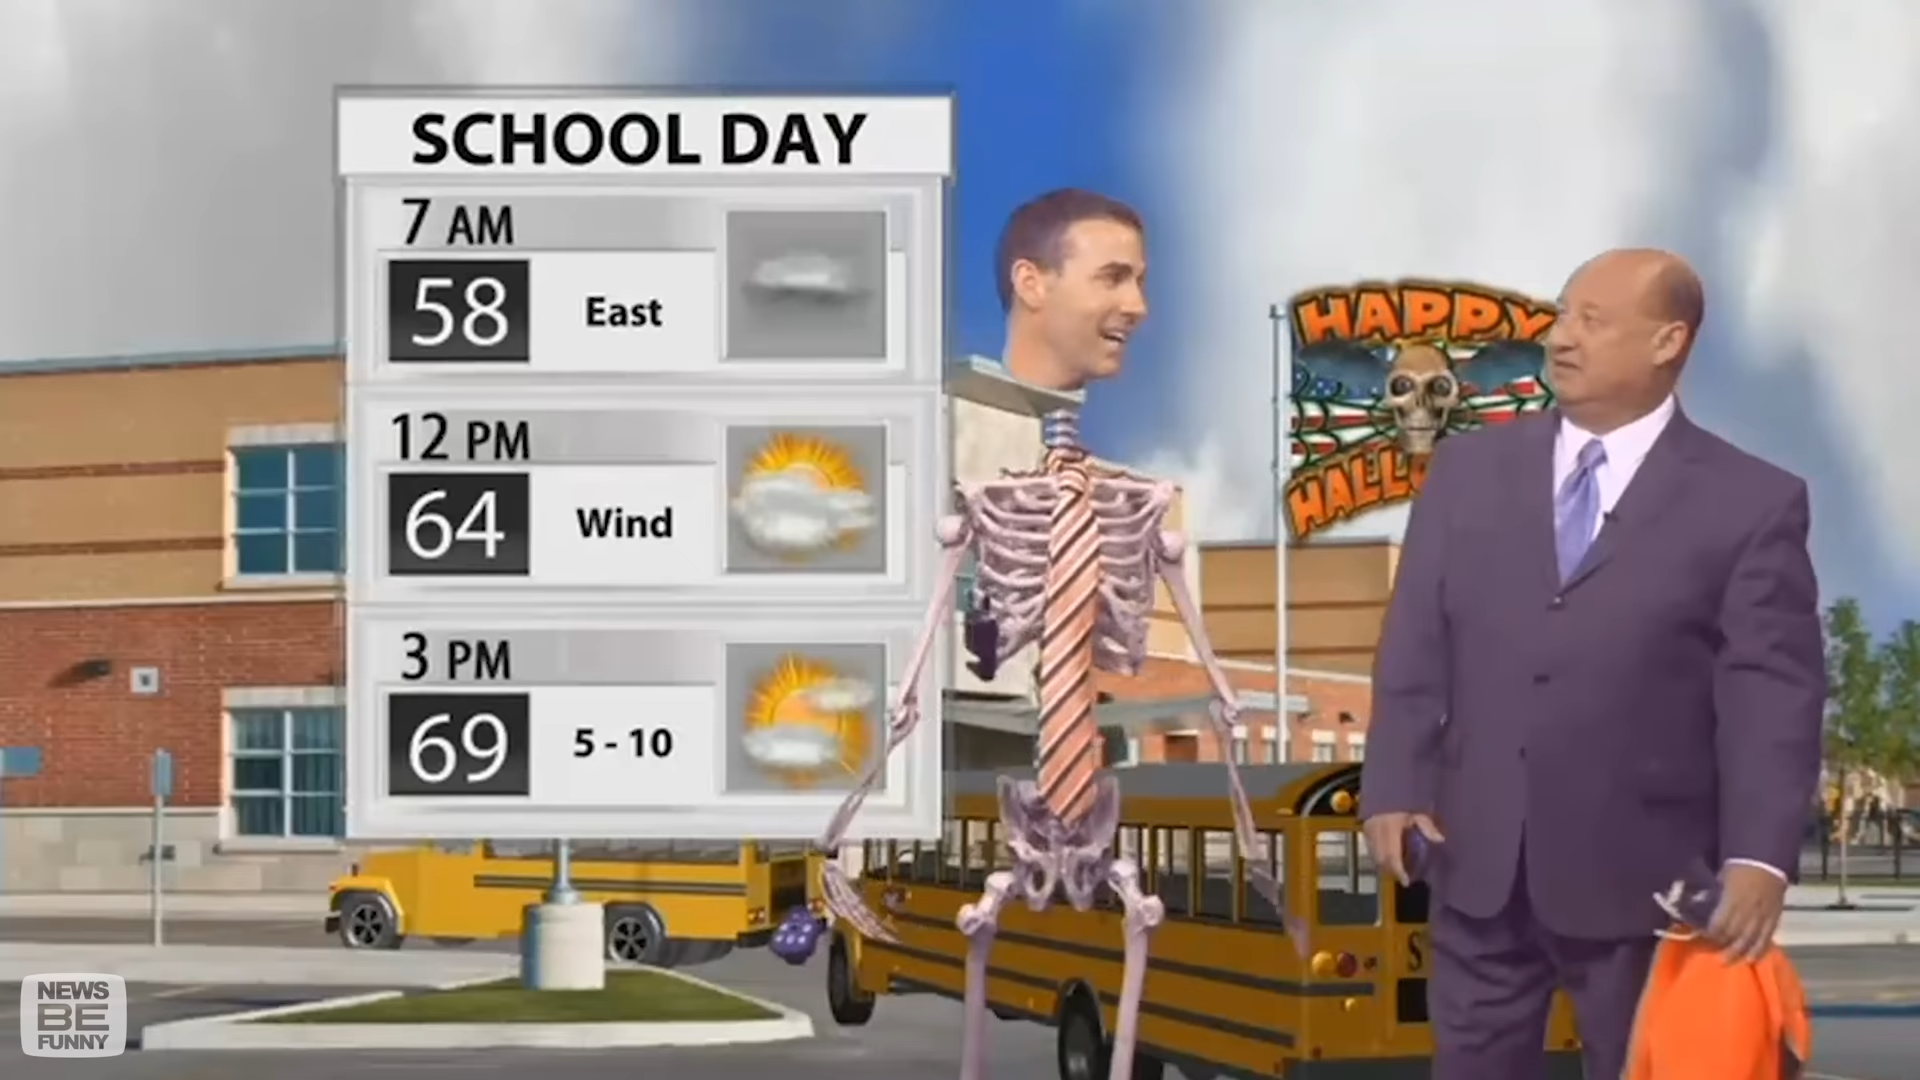 SCHOOL DAY
7 AM
58
East
12 PM
64
Wind
3 PM
69
5 - 10
HAPPY
S
NEWS
BE
FUNNY